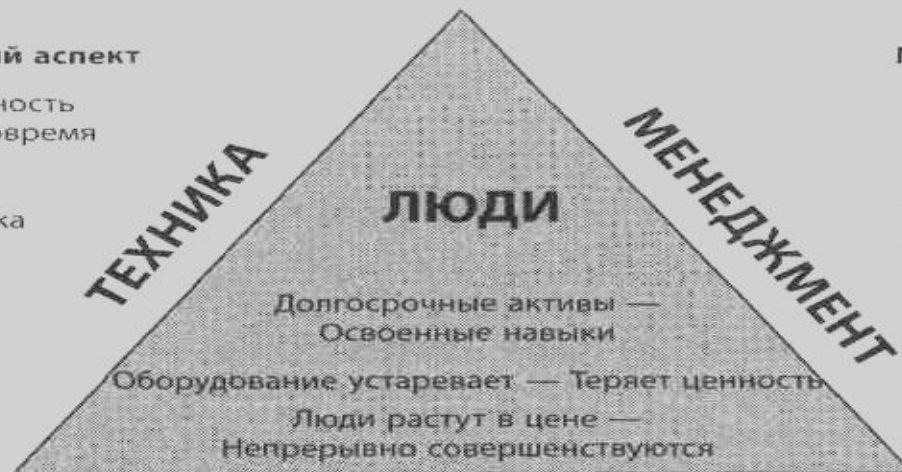 й аспект
ность
овремя
ка
ТЕХНИКА
МЕНЕДЖМЕНТ
ЛЮДИ
Долгосрочные активы —
Освоенные навыки
Оборудование устаревает — Теряет ценность
Люди растут в цене —
Непрерывно совершенствуются